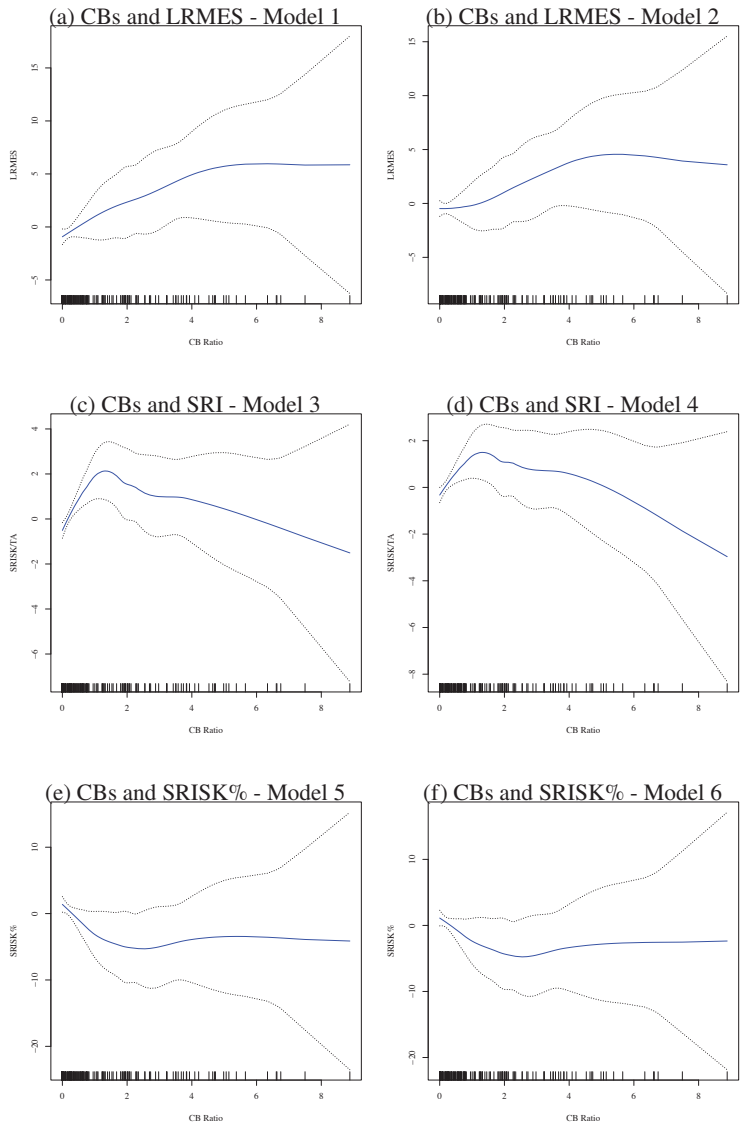 (a) CBs and LRMES - Model 1
LRMES
15
10
5
0
−5
0 2 4 6 8
CB Ratio
(b) CBs and LRMES - Model 2
LRMES
15
10
5
0
−5
0 2 4 6 8
CB Ratio
(c) CBs and SRI - Model 3
SRISK/TA
4
2
0
−2
−4
−6
0 2 4 6 8
CB Ratio
(d) CBs and SRI - Model 4
SRISK/TA
2
0
−2
−4
−6
−8
0 2 4 6 8
CB Ratio
(e) CBs and SRISK% - Model 5
SRISK%
10
0
−10
−20
0 2 4 6 8
CB Ratio
(f) CBs and SRISK% - Model 6
SRISK%
10
0
−10
−20
0 2 4 6 8
CB Ratio